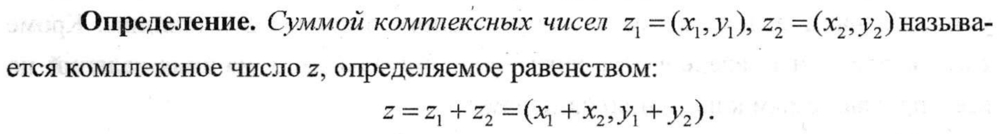 Определение. Суммой комплексных чисел z₁ = (x₁, y₁), z₂ = (x₂, y₂) называ-
ется комплексное число z, определяемое равенством:
z = z₁ + z₂ = (x₁ + x₂, y₁ + y₂).